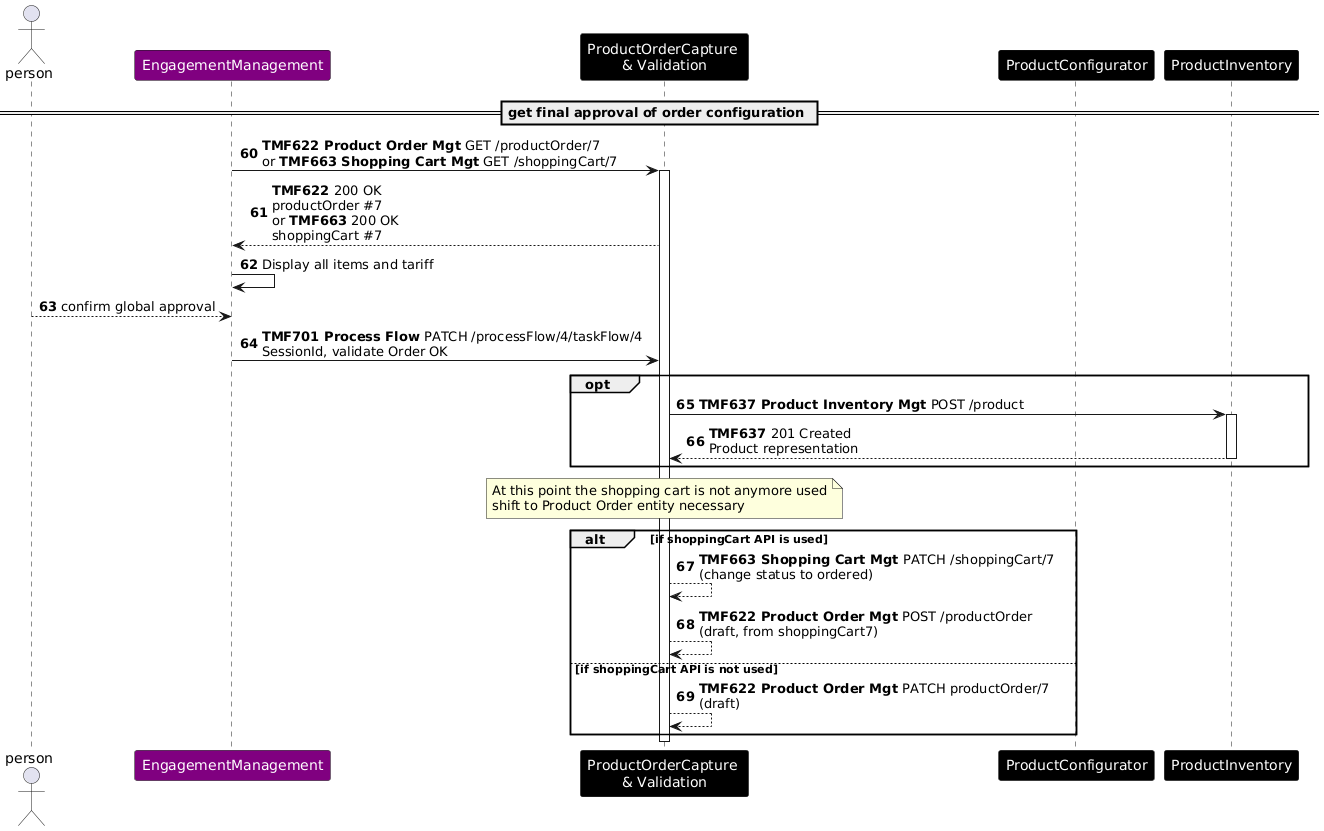 person
EngagementManagement
ProductOrderCapture
& Validation
ProductConfigurator
ProductInventory
get final approval of order configuration
60 TMF622 Product Order Mgt GET /productOrder/7
or TMF663 Shopping Cart Mgt GET /shoppingCart/7
61 TMF622 200 OK
productOrder #7
or TMF663 200 OK
shoppingCart #7
62 Display all items and tariff
63 confirm global approval
64 TMF701 Process Flow PATCH /processFlow/4/taskFlow/4
SessionId, validate Order OK
opt
65 TMF637 Product Inventory Mgt POST /product
66 TMF637 201 Created
Product representation
At this point the shopping cart is not anymore used
shift to Product Order entity necessary
alt [if shoppingCart API is used]
67 TMF663 Shopping Cart Mgt PATCH /shoppingCart/7
(change status to ordered)
68 TMF622 Product Order Mgt POST /productOrder
(draft, from shoppingCart7)
[if shoppingCart API is not used]
69 TMF622 Product Order Mgt PATCH productOrder/7
(draft)
person
EngagementManagement
ProductOrderCapture
& Validation
ProductConfigurator
ProductInventory